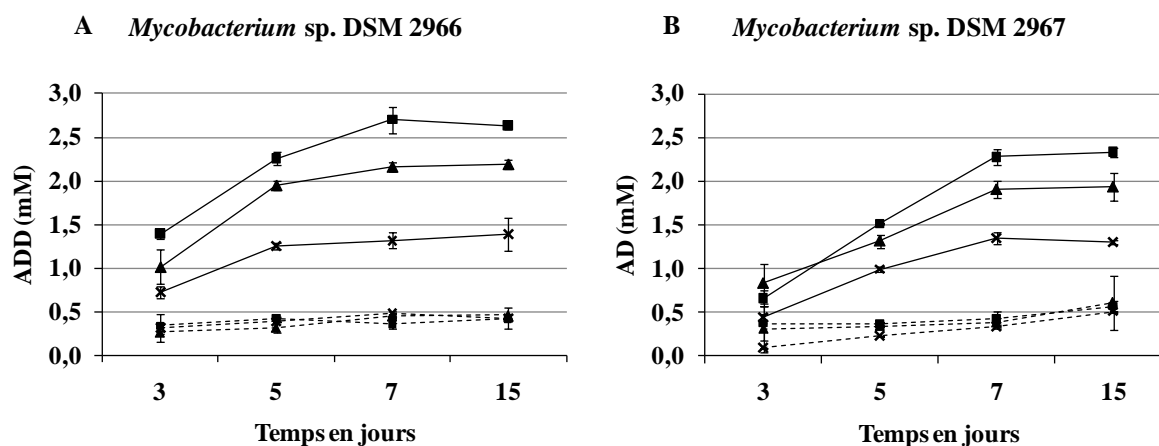 A Mycobacterium sp. DSM 2966
3,0
2,5
2,0
1,5
1,0
0,5
0,0
ADD (mM)
3 5 7 15
Temps en jours
B Mycobacterium sp. DSM 2967
3,0
2,5
2,0
1,5
1,0
0,5
0,0
AD (mM)
3 5 7 15
Temps en jours